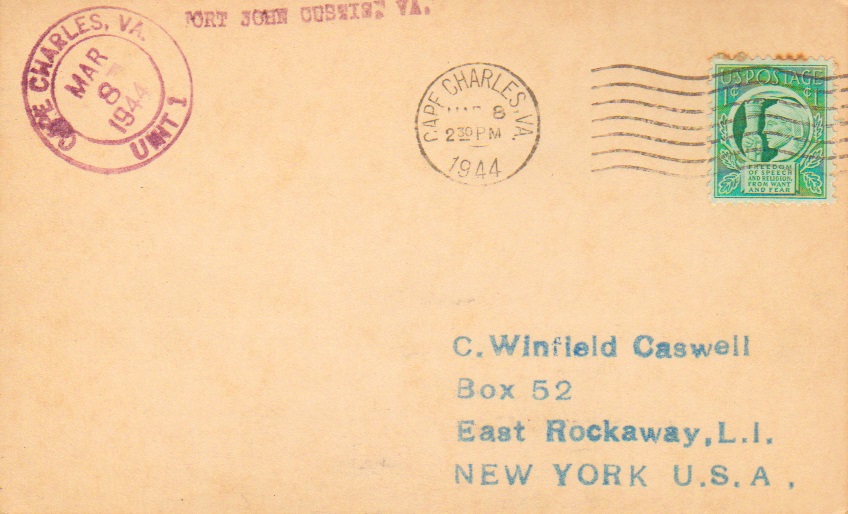 CAPE CHARLES, VA.
MAR
8
1944
UNIT 1
FORT JOHN CUSTIS, VA.
CAPE CHARLES, VA.
8
2 30 PM
1944
U.S. POSTAGE
1¢ ¢1
FREEDOM
OF SPEECH
AND RELIGION,
FROM WANT
AND FEAR
C. Winfield Caswell
Box 52
East Rockaway, L.I.
NEW YORK U.S.A.